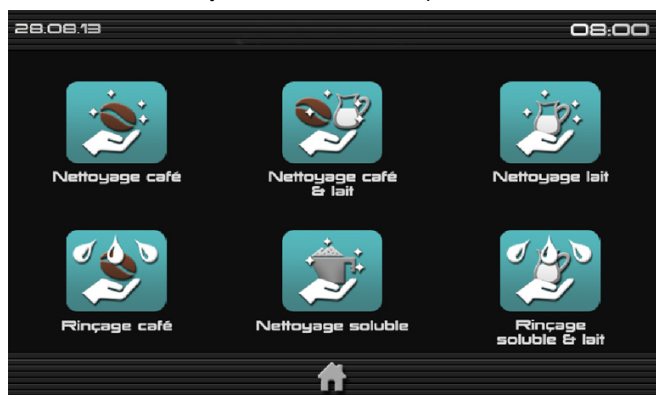 28.08.13
08:00
Nettoyage café
Nettoyage café
& lait
Nettoyage lait
Rinçage café
Nettoyage soluble
Rinçage
soluble & lait